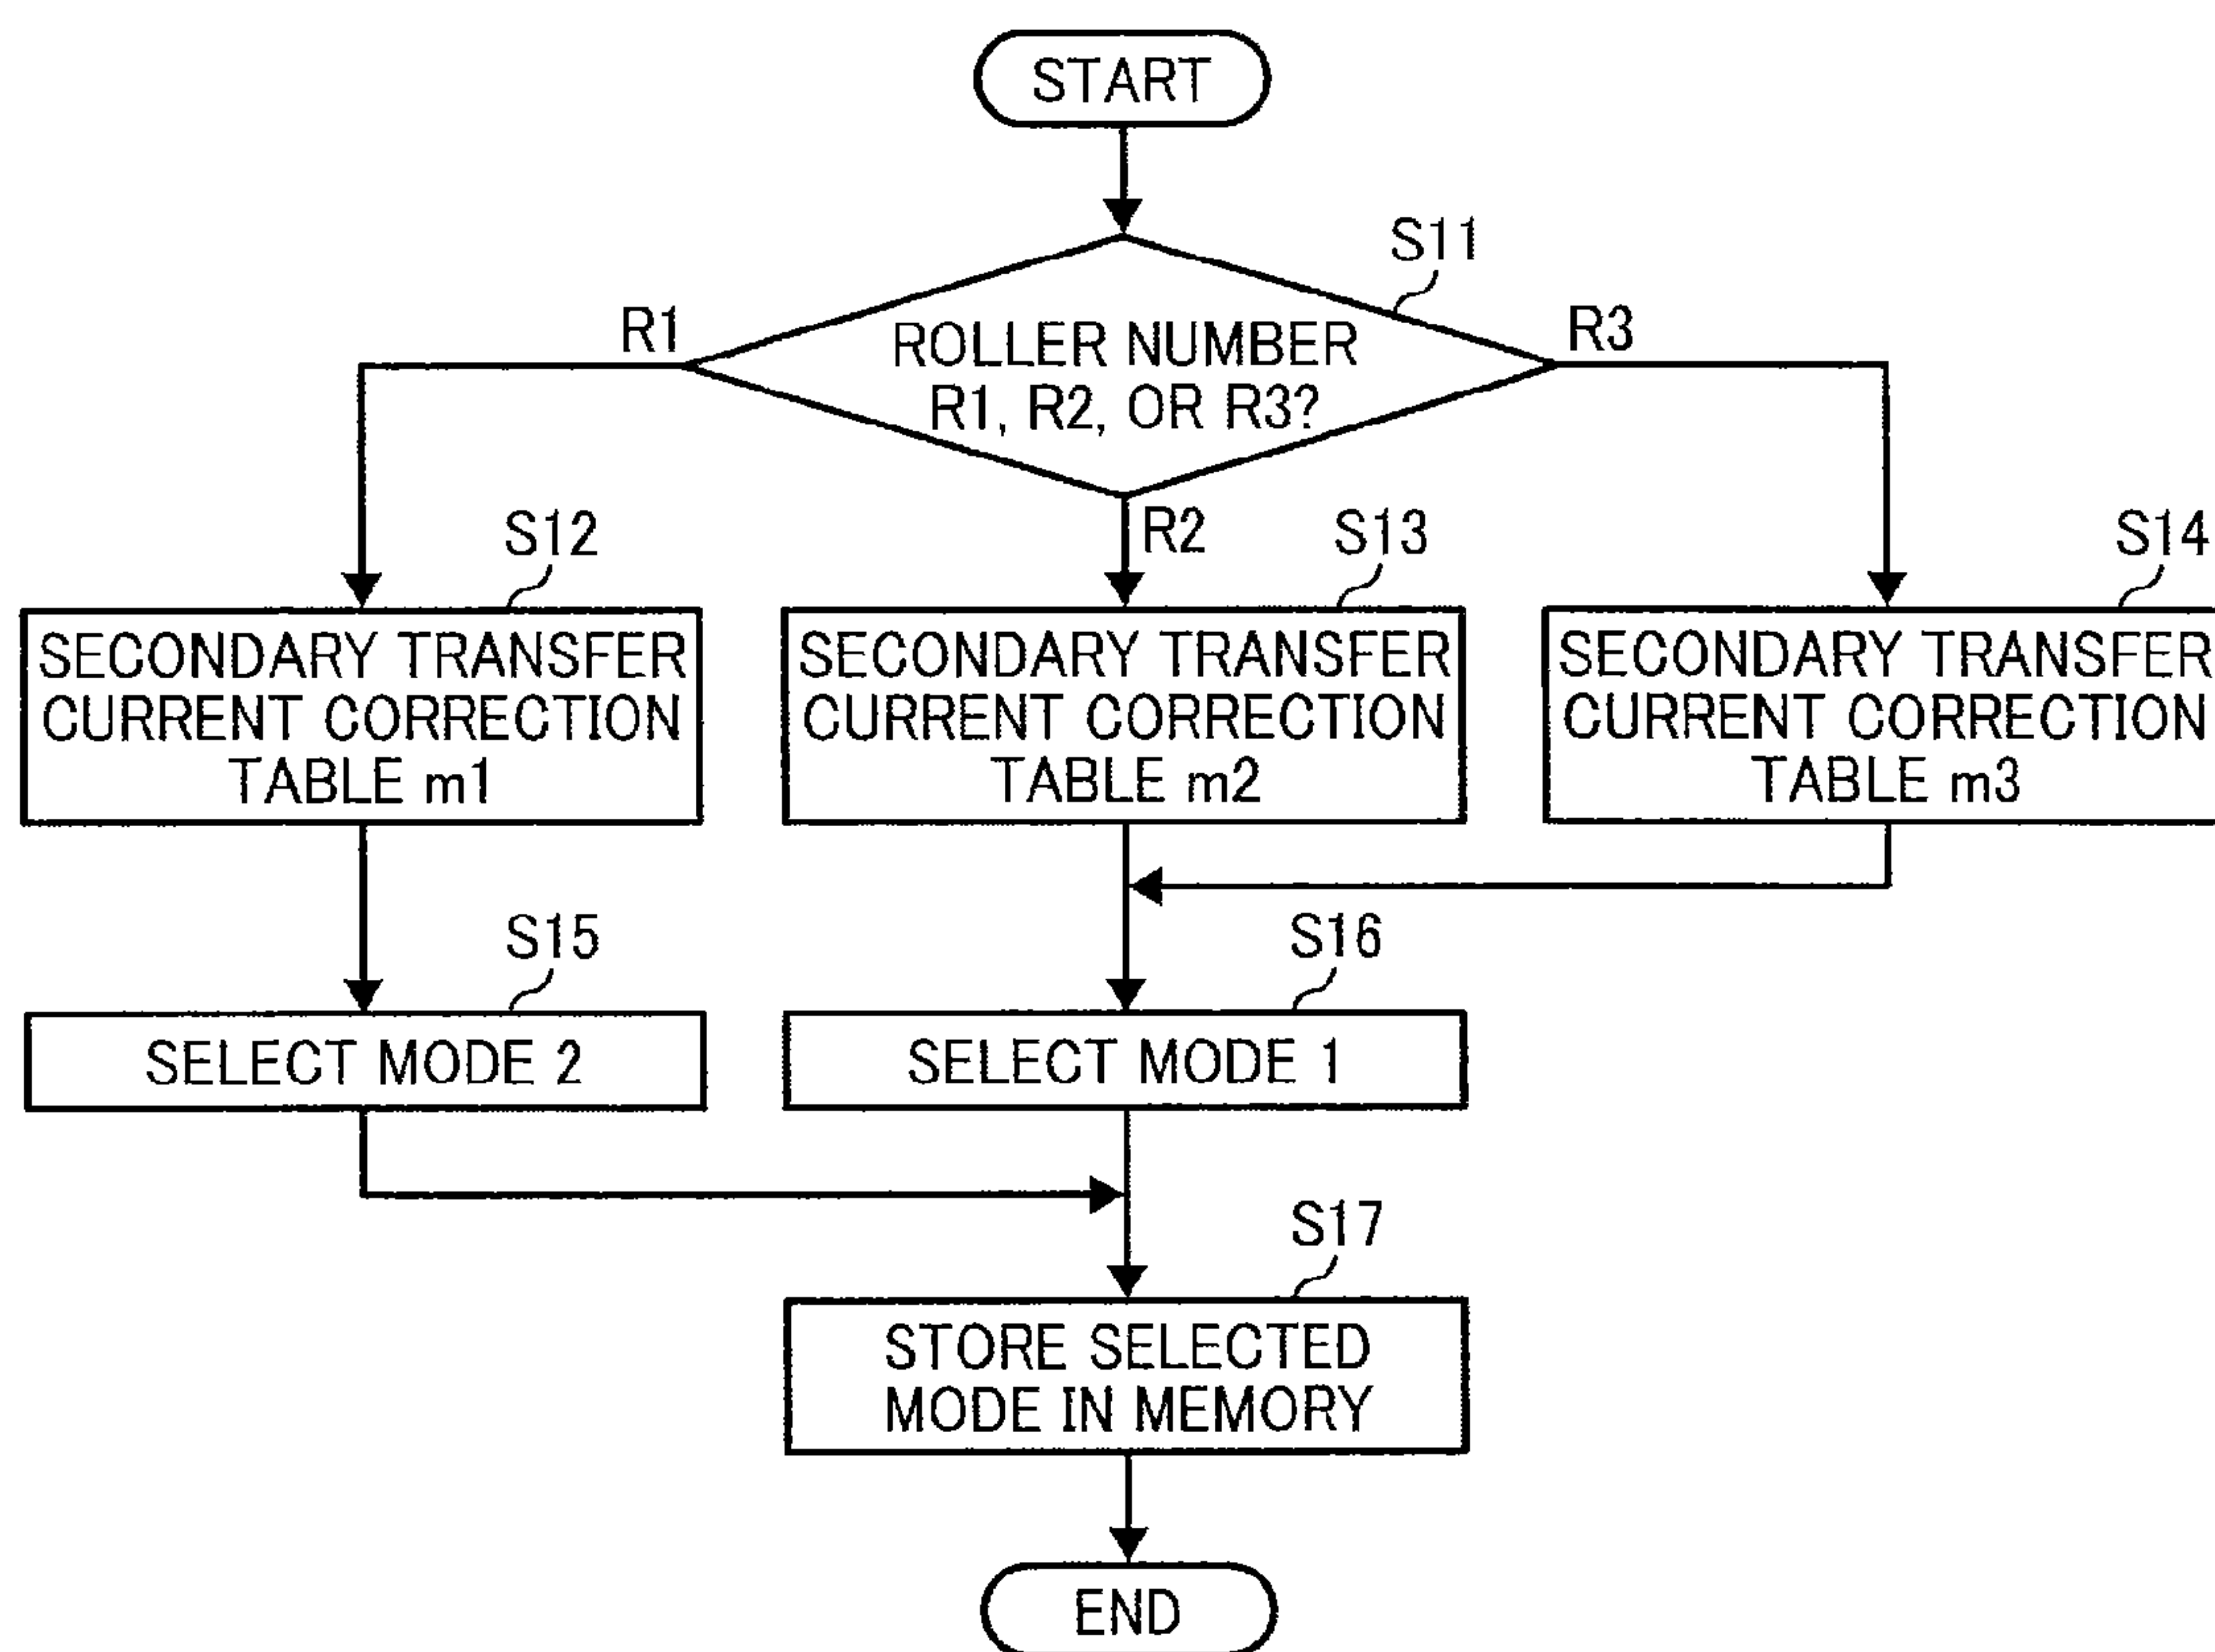 START
S11
R1
ROLLER NUMBER
R1, R2, OR R3?
R3
R2
S12
S13
S14
SECONDARY TRANSFER
CURRENT CORRECTION
TABLE m1
SECONDARY TRANSFER
CURRENT CORRECTION
TABLE m2
SECONDARY TRANSFER
CURRENT CORRECTION
TABLE m3
S15
S16
SELECT MODE 2
SELECT MODE 1
S17
STORE SELECTED
MODE IN MEMORY
END